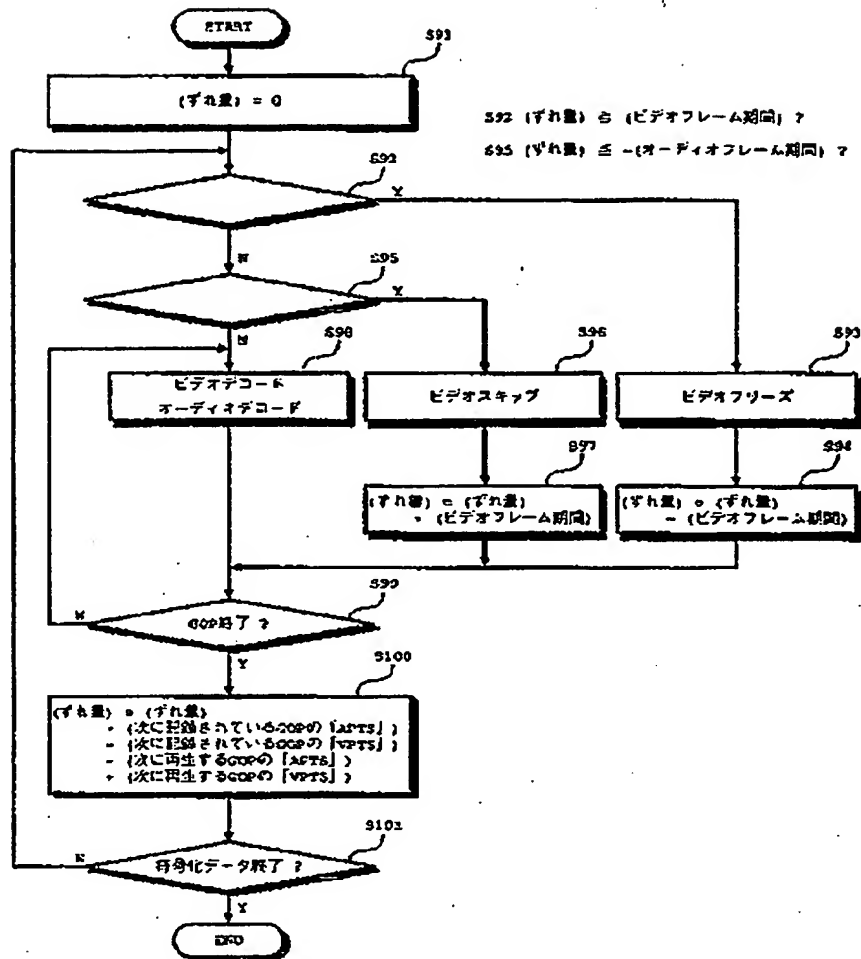 START
S91
(ずれ量) = 0
S92 (ずれ量) ≧ (ビデオフレーム期間) ?
S95 (ずれ量) ≦ -(オーディオフレーム期間) ?
S92
Y
N
S95
Y
N
S98
ビデオデコード
オーディオデコード
S96
ビデオスキップ
S93
ビデオフリーズ
S97
(ずれ量) = (ずれ量)
+ (ビデオフレーム期間)
S94
(ずれ量) = (ずれ量)
- (ビデオフレーム期間)
S99
N
GOP終了 ?
Y
S100
(ずれ量) = (ずれ量)
+ (次に記録されているGOPの「APTS」)
- (次に記録されているGOPの「VPTS」)
- (次に再生するGOPの「APTS」)
+ (次に再生するGOPの「VPTS」)
S101
N
符号化データ終了 ?
Y
END